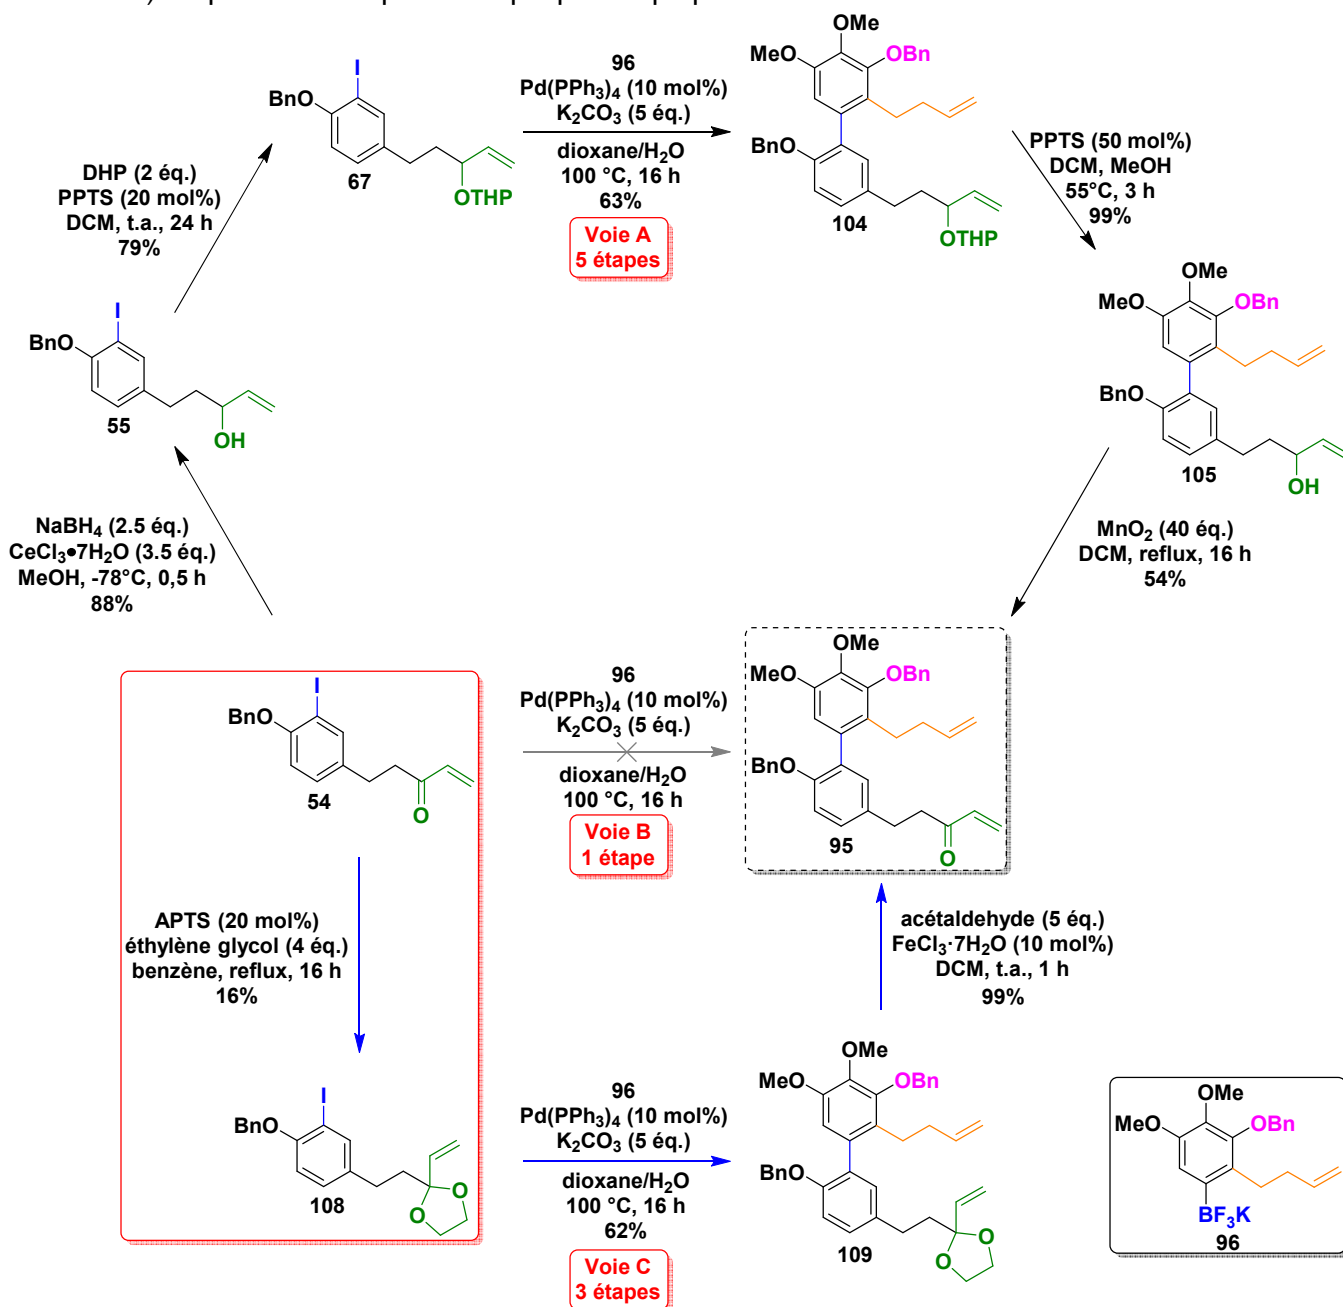 OMe
MeO
OBn
I
BnO
67
OTHP
96
Pd(PPh3)4 (10 mol%)
K2CO3 (5 éq.)
dioxane/H2O
100 °C, 16 h
63%
Voie A
5 étapes
BnO
104
OTHP
DHP (2 éq.)
PPTS (20 mol%)
DCM, t.a., 24 h
79%
PPTS (50 mol%)
DCM, MeOH
55°C, 3 h
99%
I
BnO
55
OH
OMe
MeO
OBn
BnO
105
OH
NaBH4 (2.5 éq.)
CeCl3•7H2O (3.5 éq.)
MeOH, -78°C, 0,5 h
88%
MnO2 (40 éq.)
DCM, reflux, 16 h
54%
I
BnO
54
O
96
Pd(PPh3)4 (10 mol%)
K2CO3 (5 éq.)
dioxane/H2O
100 °C, 16 h
Voie B
1 étape
OMe
MeO
OBn
BnO
95
O
APTS (20 mol%)
éthylène glycol (4 éq.)
benzène, reflux, 16 h
16%
acétaldehyde (5 éq.)
FeCl3·7H2O (10 mol%)
DCM, t.a., 1 h
99%
I
BnO
108
O
O
96
Pd(PPh3)4 (10 mol%)
K2CO3 (5 éq.)
dioxane/H2O
100 °C, 16 h
62%
Voie C
3 étapes
OMe
MeO
OBn
BnO
109
O
O
OMe
MeO
OBn
BF3K
96